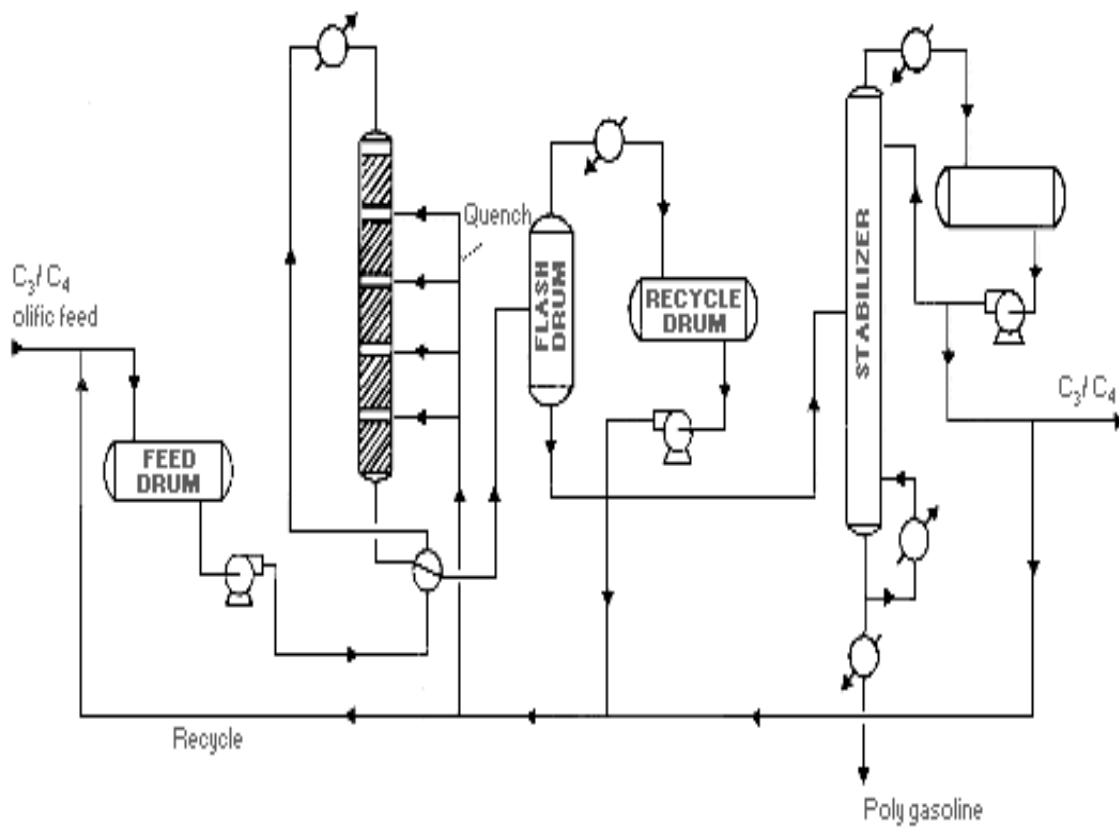 C₃/ C₄
olific feed
FEED
DRUM
Quench
FLASH
DRUM
RECYCLE
DRUM
STABILIZER
C₃/ C₄
Recycle
Poly gasoline